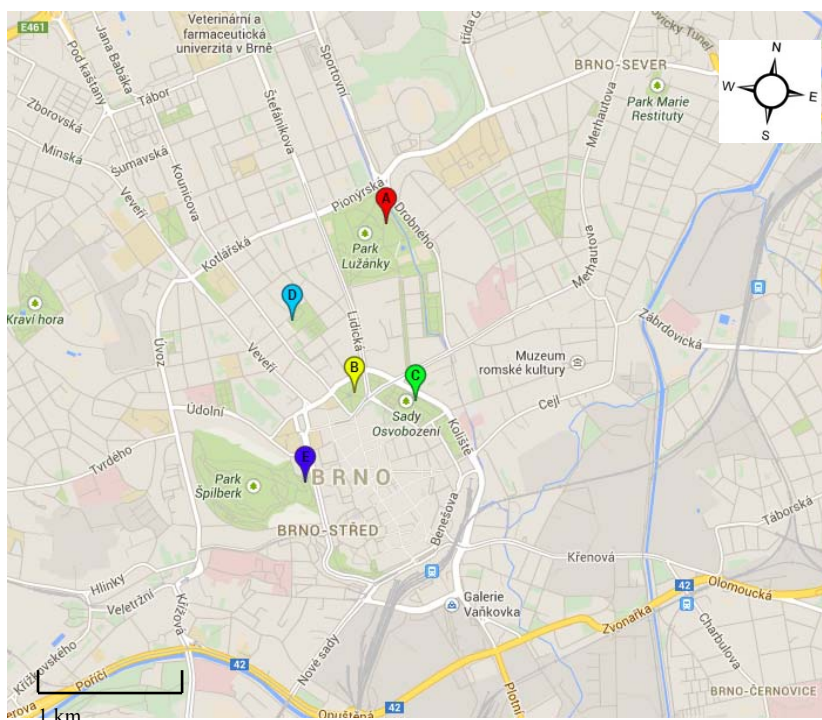 E461
Veterinární a
farmaceutická
univerzita v Brně
Jana Babáka
Pod kaštany
Tábor
Sportovní
třída G
ovický Tunel
BRNO-SEVER
Park Marie
Restituty
N
W
E
S
Zborovská
Minská
Šumavská
Štefánikova
Kounicova
Veveří
Merhautova
Pionýrská
A
Drobného
Park
Lužánky
Kotlářská
Merhautova
Kraví hora
D
Lidická
Úvoz
Veveří
Zábrdovická
Muzeum
romské kultury
B
C
Sady
Osvobození
Cejl
Koliště
Údolní
Tvrdého
E
BRNO
Park
Špilberk
Benešova
BRNO-STŘED
Táborská
Křenová
Hlinky
Veletržní
Křížova
Galerie
Vaňkovka
42
Olomoucká
Zvonařka
Charbulova
Křížkovského
Poříčí
42
Nové sady
Plotní
BRNO-ČERNOVICE
erova
1 km
Opuštěná
42